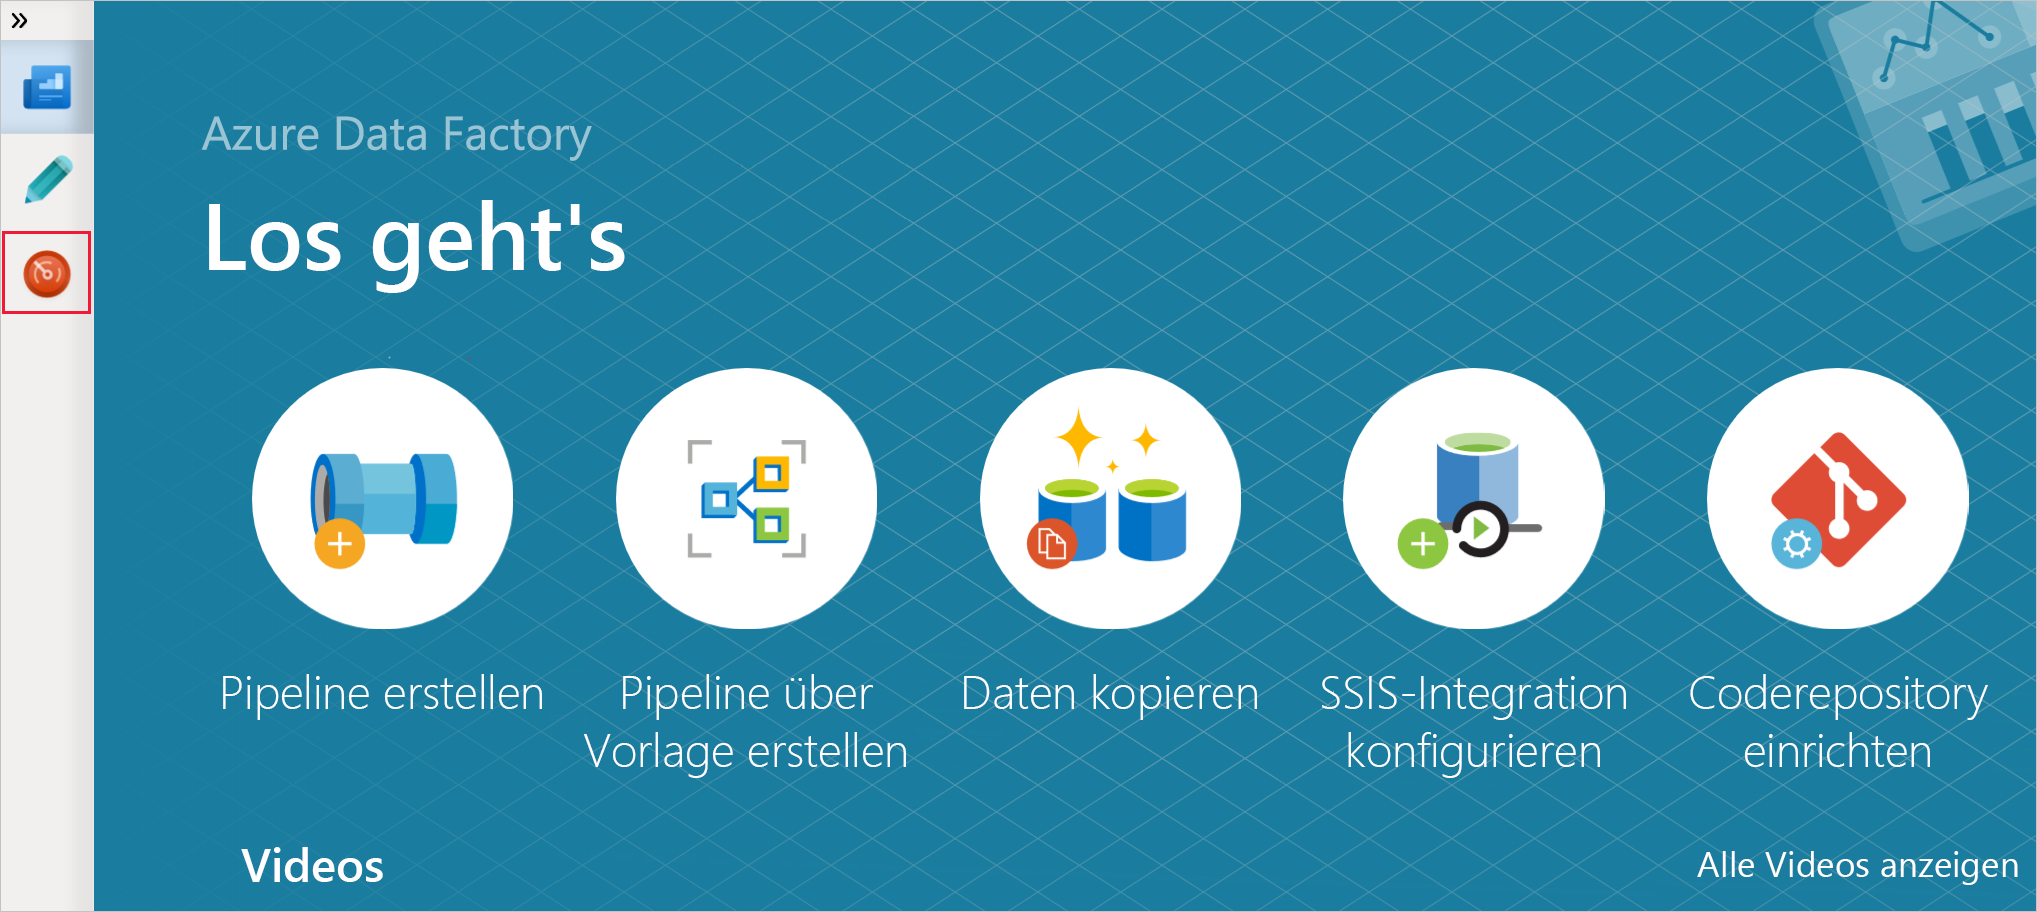 Azure Data Factory
Los geht's
Pipeline erstellen
Pipeline über
Vorlage erstellen
Daten kopieren
SSIS-Integration
konfigurieren
Coderepository
einrichten
Videos
Alle Videos anzeigen